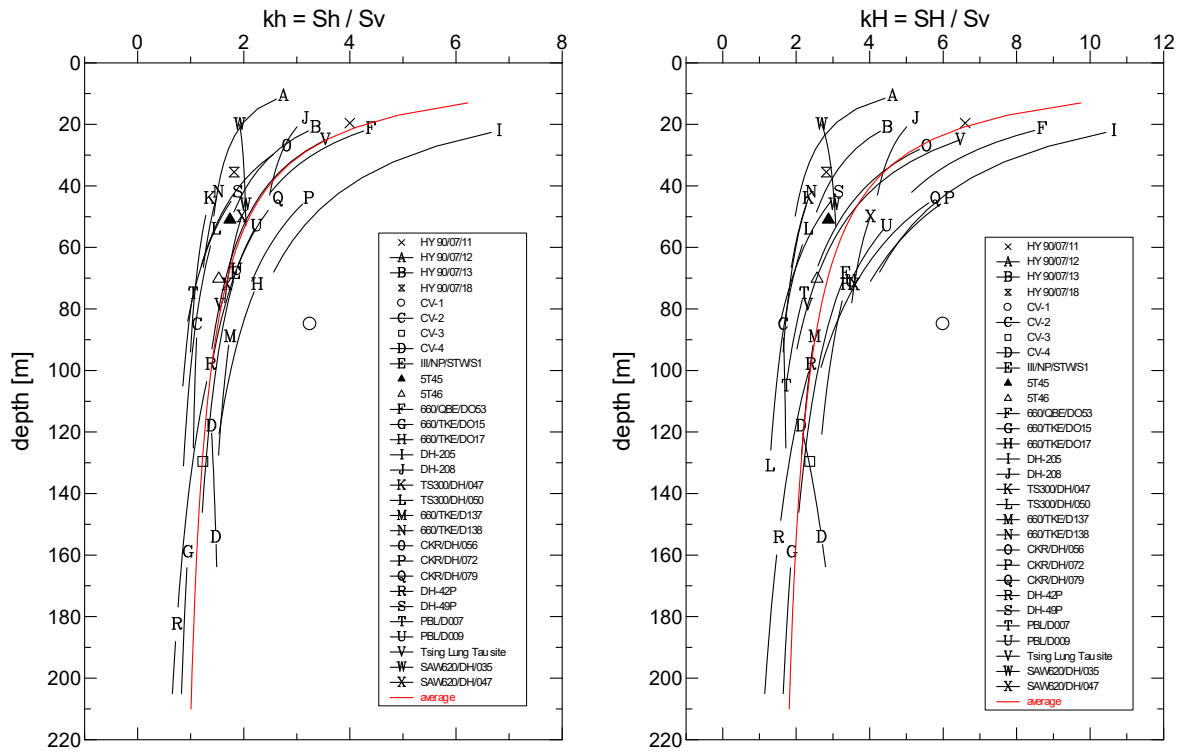 kh = Sh / Sv
0 2 4 6 8
depth [m]
0
20
40
60
80
100
120
140
160
180
200
220
A
W
J
B
F
I
O
V
N
S
K
W
X
Q
P
L
U
M
T
V
H
C
M
R
D
D
G
R
HY 90/07/11
A HY 90/07/12
B HY 90/07/13
HY 90/07/18
CV-1
C CV-2
CV-3
D CV-4
E III/NP/STW/S1
5T45
5T46
F 660/QBE/DO53
G 660/TKE/DO15
H 660/TKE/DO17
I DH-205
J DH-208
K TS300/DH/047
L TS300/DH/050
M 660/TKE/D137
N 660/TKE/D138
O CKR/DH/056
P CKR/DH/072
Q CKR/DH/079
R DH-42P
S DH-49P
T PBL/D007
U PBL/D009
V Tsing Lung Tau site
W SAW620/DH/035
X SAW620/DH/047
average
kH = SH / Sv
0 2 4 6 8 10 12
depth [m]
0
20
40
60
80
100
120
140
160
180
200
220
A
W
J
B
F
I
O
V
N
S
K
W
X
Q
P
L
U
M
H
X
T
V
C
M
R
T
D
L
R
D
G
HY 90/07/11
A HY 90/07/12
B HY 90/07/13
HY 90/07/18
CV-1
C CV-2
CV-3
D CV-4
E III/NP/STW/S1
5T45
5T46
F 660/QBE/DO53
G 660/TKE/DO15
H 660/TKE/DO17
I DH-205
J DH-208
K TS300/DH/047
L TS300/DH/050
M 660/TKE/D137
N 660/TKE/D138
O CKR/DH/056
P CKR/DH/072
Q CKR/DH/079
R DH-42P
S DH-49P
T PBL/D007
U PBL/D009
V Tsing Lung Tau site
W SAW620/DH/035
X SAW620/DH/047
average